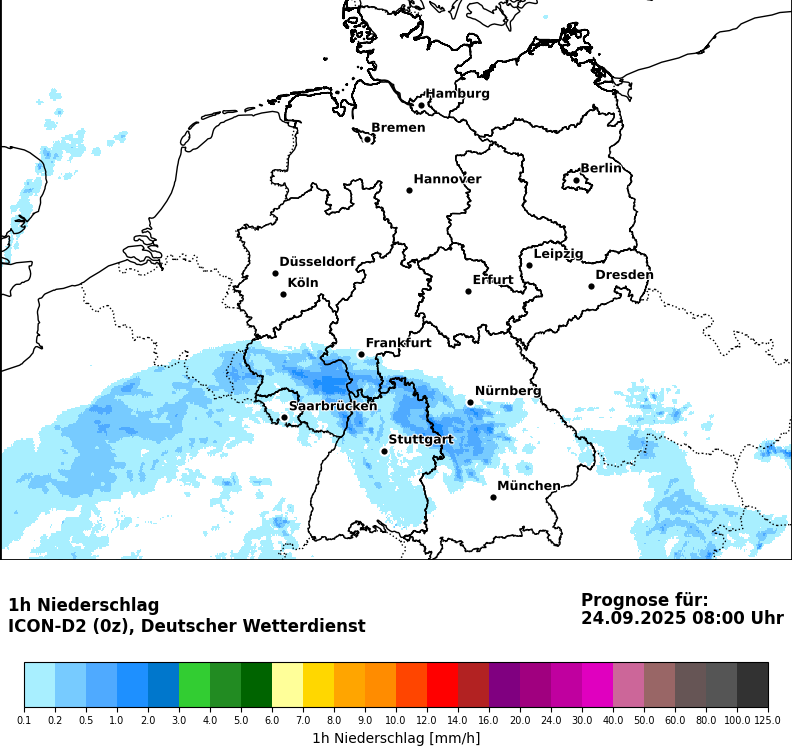 Hamburg
Bremen
Berlin
Hannover
Leipzig
Düsseldorf
Dresden
Köln
Erfurt
Frankfurt
Nürnberg
Saarbrücken
Stuttgart
München
1h Niederschlag
ICON-D2 (0z), Deutscher Wetterdienst
Prognose für:
24.09.2025 08:00 Uhr
0.1 0.2 0.5 1.0 2.0 3.0 4.0 5.0 6.0 7.0 8.0 9.0 10.0 12.0 14.0 16.0 20.0 24.0 30.0 40.0 50.0 60.0 80.0 100.0 125.0
1h Niederschlag [mm/h]